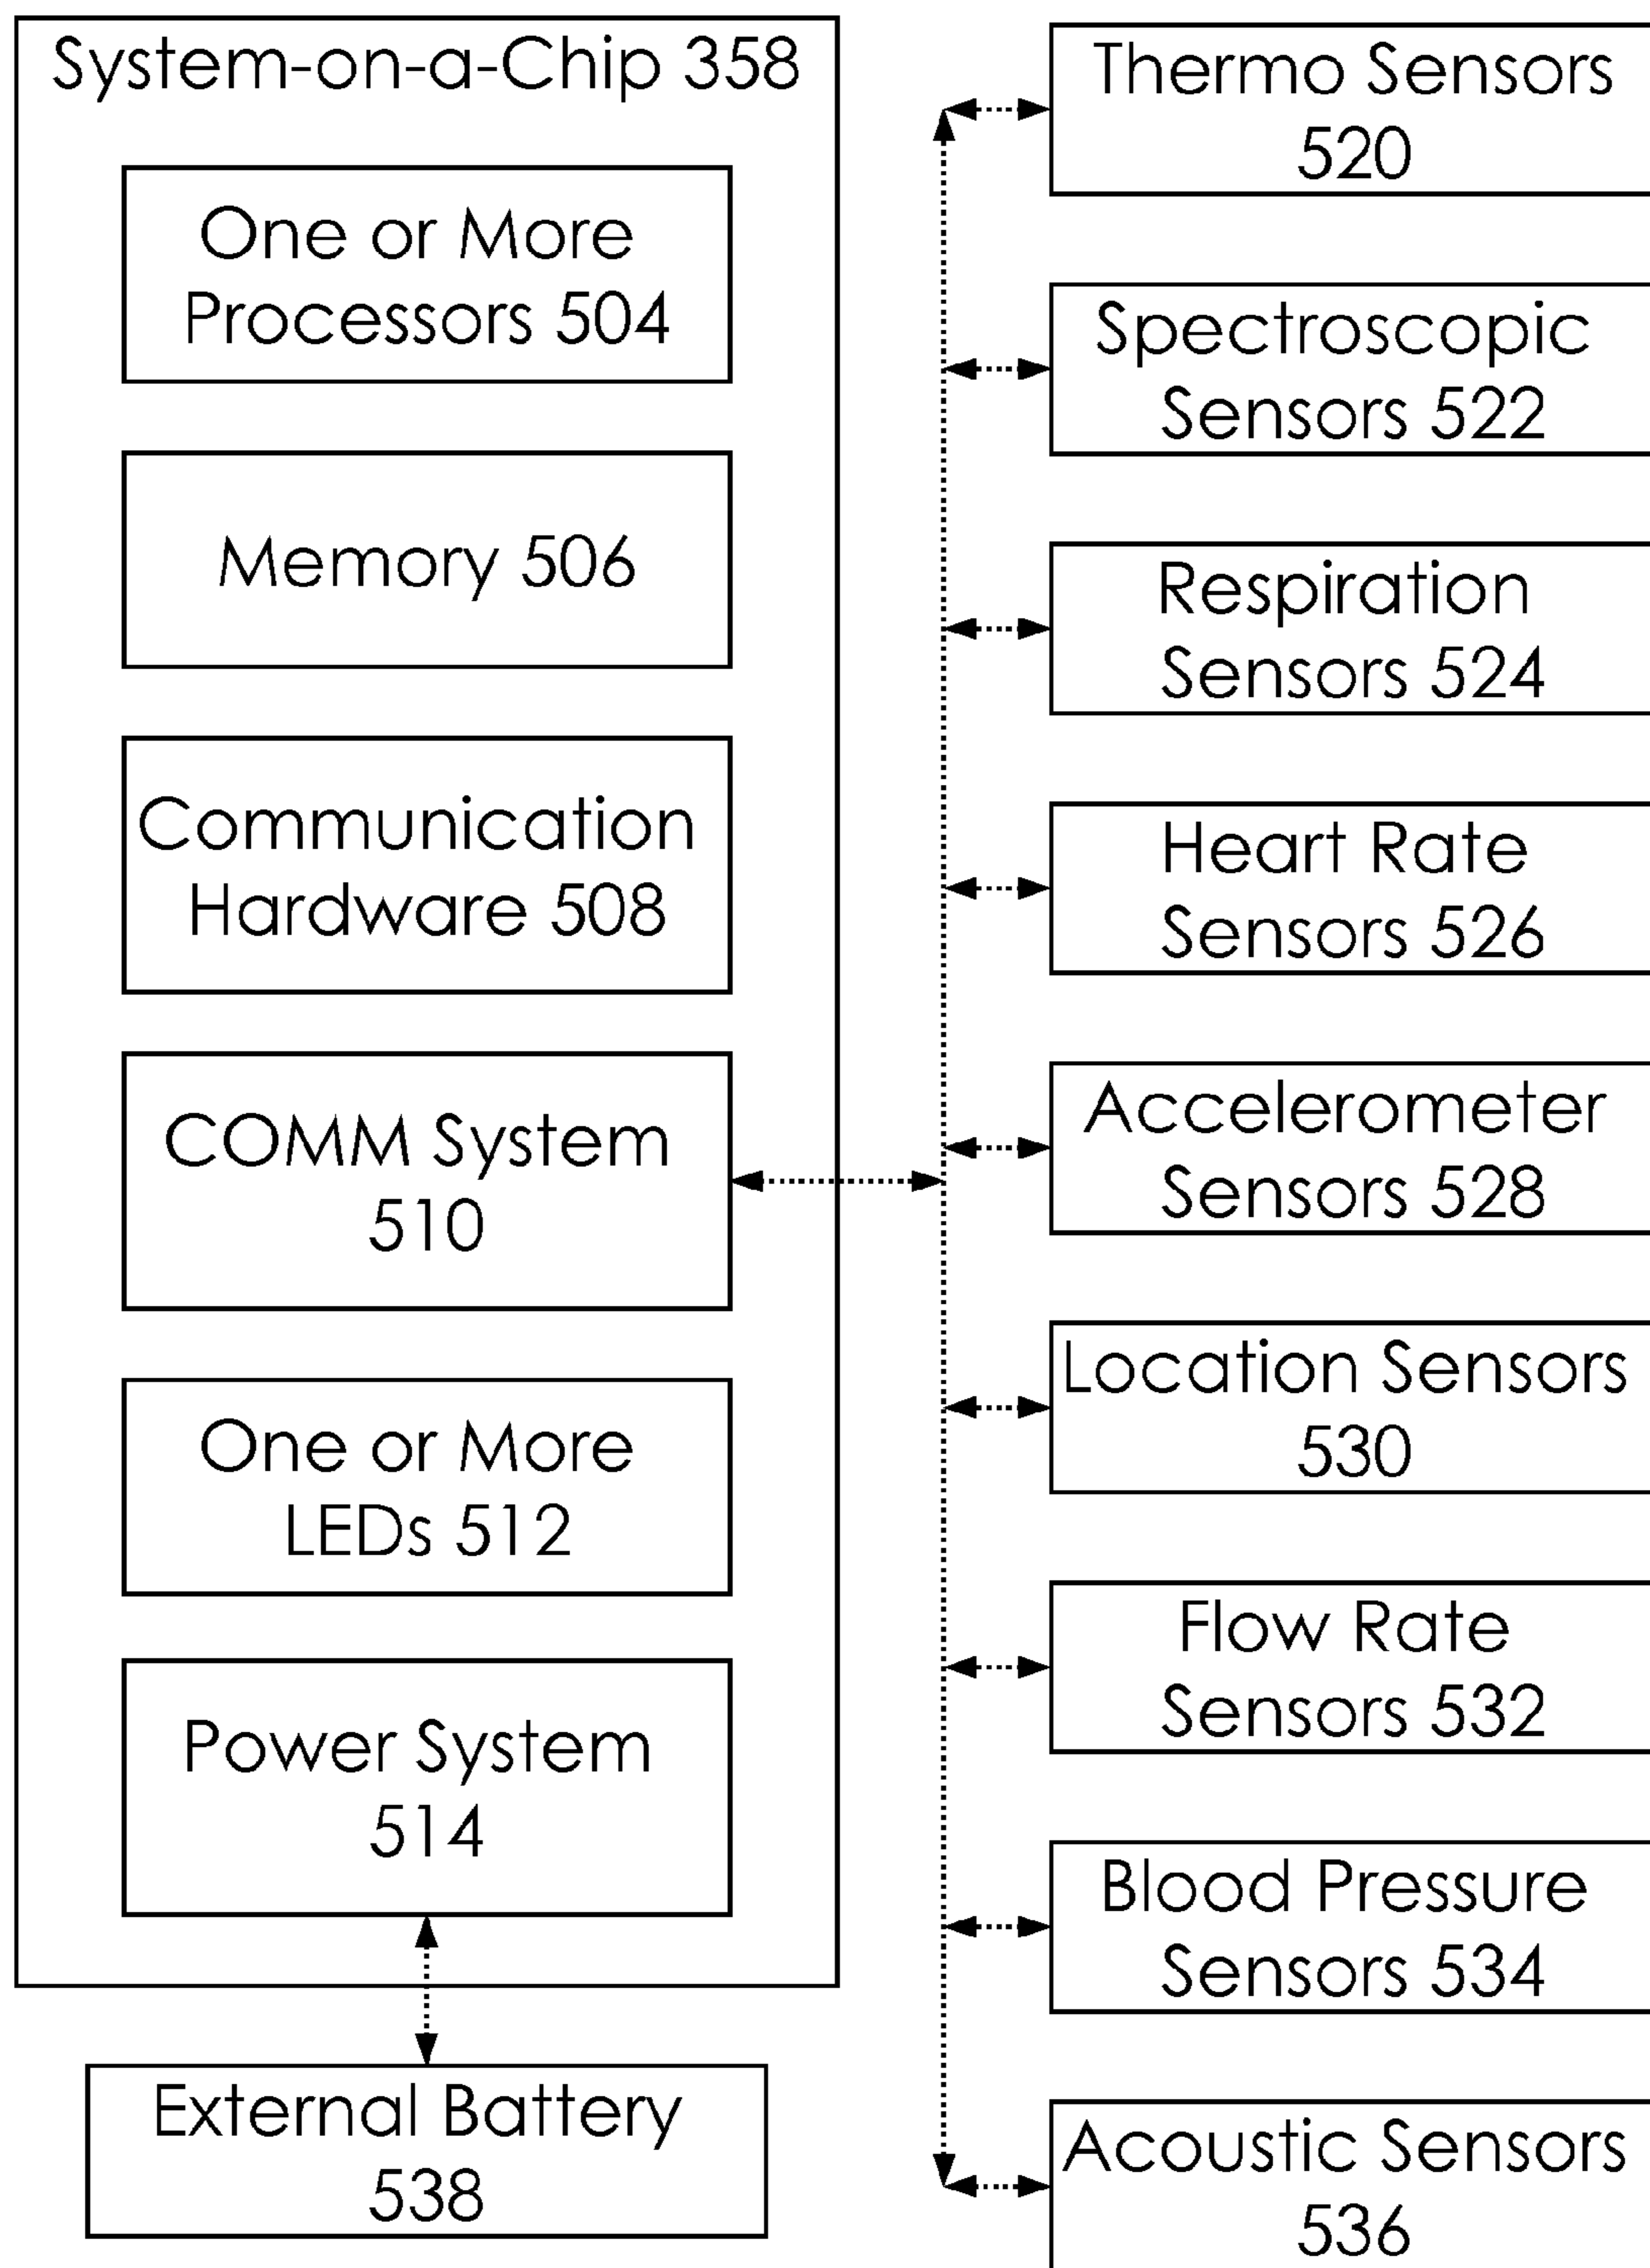 System-on-a-Chip 358
One or More
Processors 504
Memory 506
Communication
Hardware 508
COMM System
510
One or More
LEDs 512
Power System
514
External Battery
538
Thermo Sensors
520
Spectroscopic
Sensors 522
Respiration
Sensors 524
Heart Rate
Sensors 526
Accelerometer
Sensors 528
Location Sensors
530
Flow Rate
Sensors 532
Blood Pressure
Sensors 534
Acoustic Sensors
536